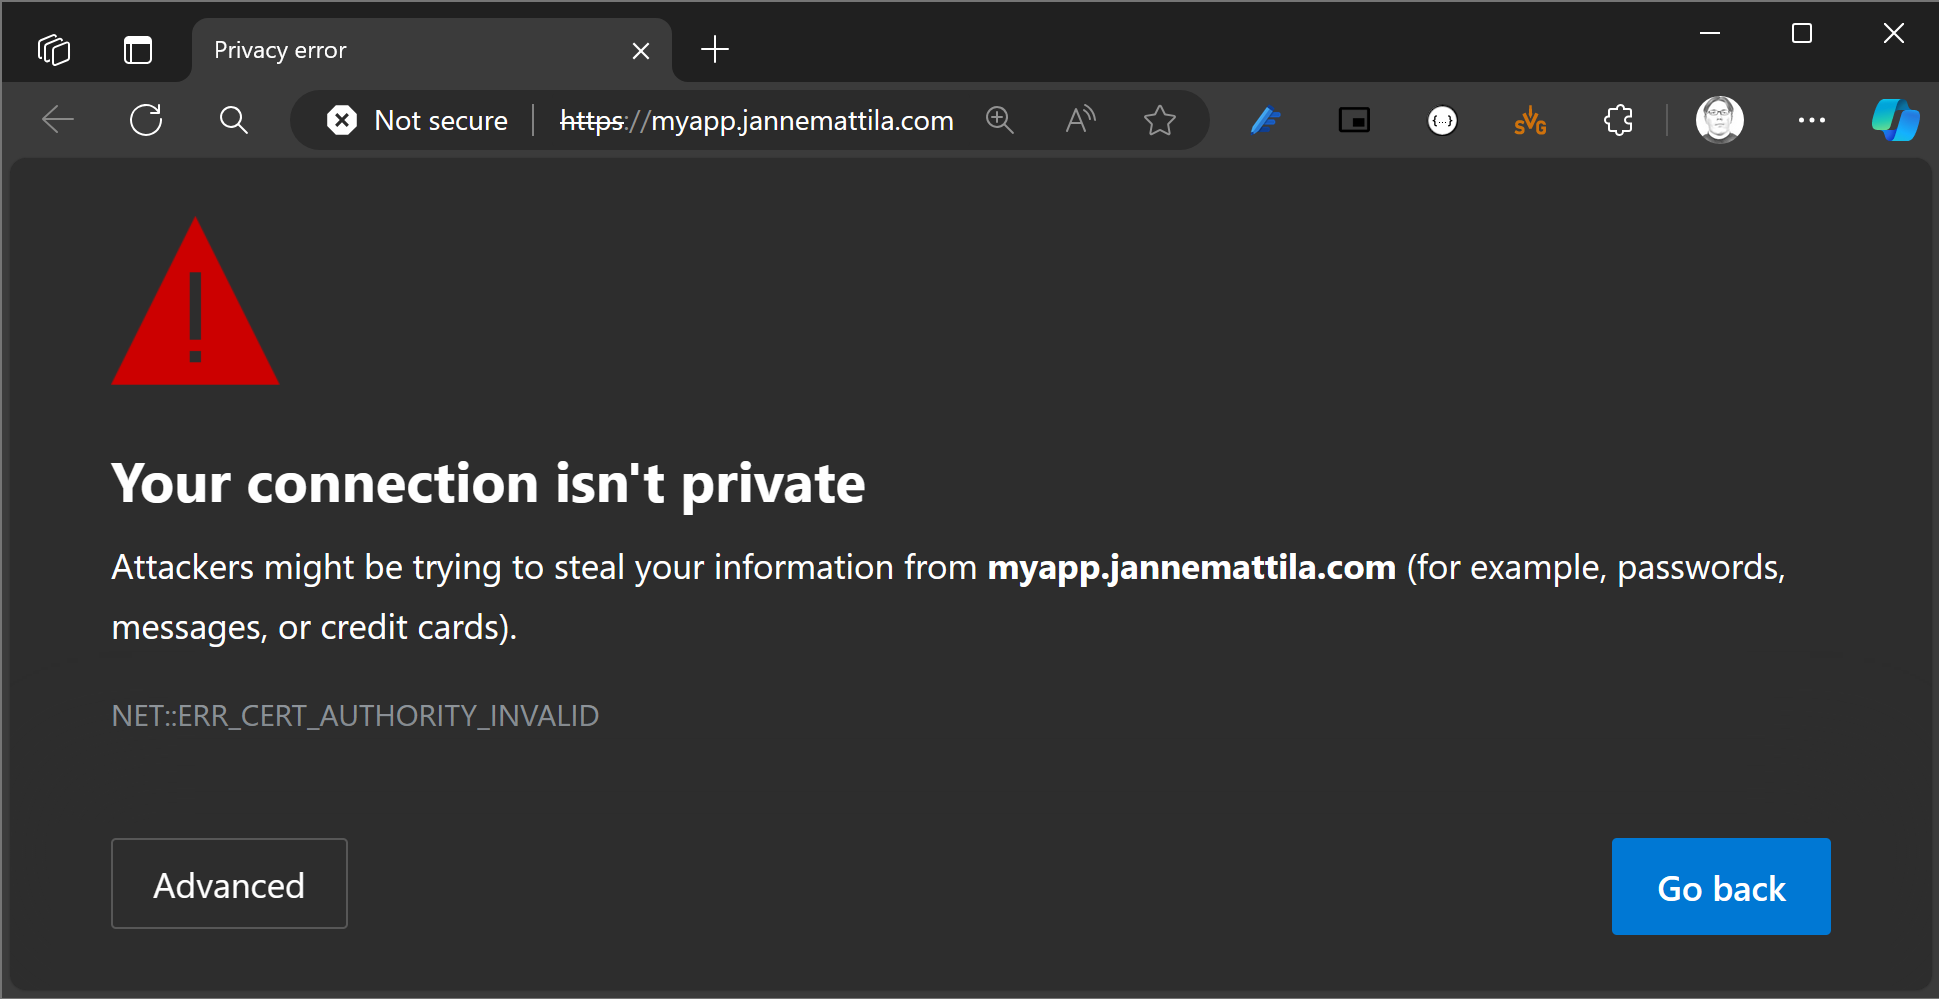 Privacy error
Not secure
https://myapp.jannemattila.com
A
{...}
SVG
Your connection isn't private
Attackers might be trying to steal your information from myapp.jannemattila.com (for example, passwords,
messages, or credit cards).
NET::ERR_CERT_AUTHORITY_INVALID
Advanced
Go back